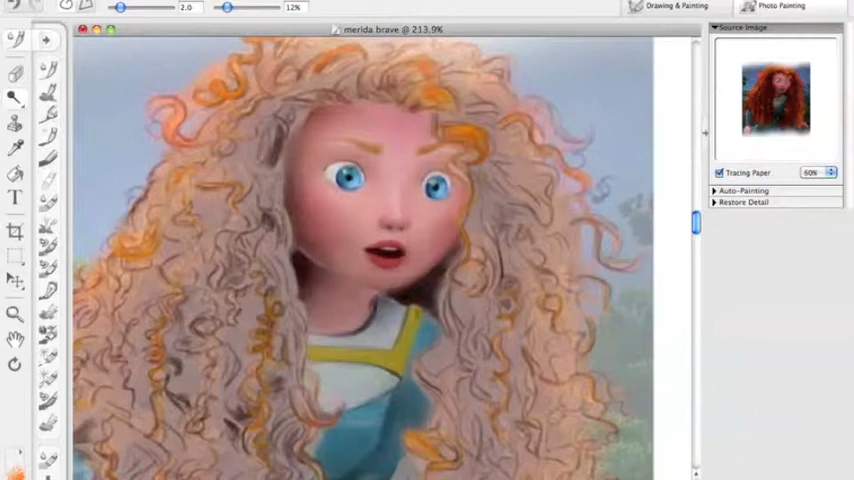 2.0
12%
Drawing & Painting
Photo Painting
merida brave @ 213.9%
Source Image
Tracing Paper
60%
Auto-Painting
Restore Detail
T